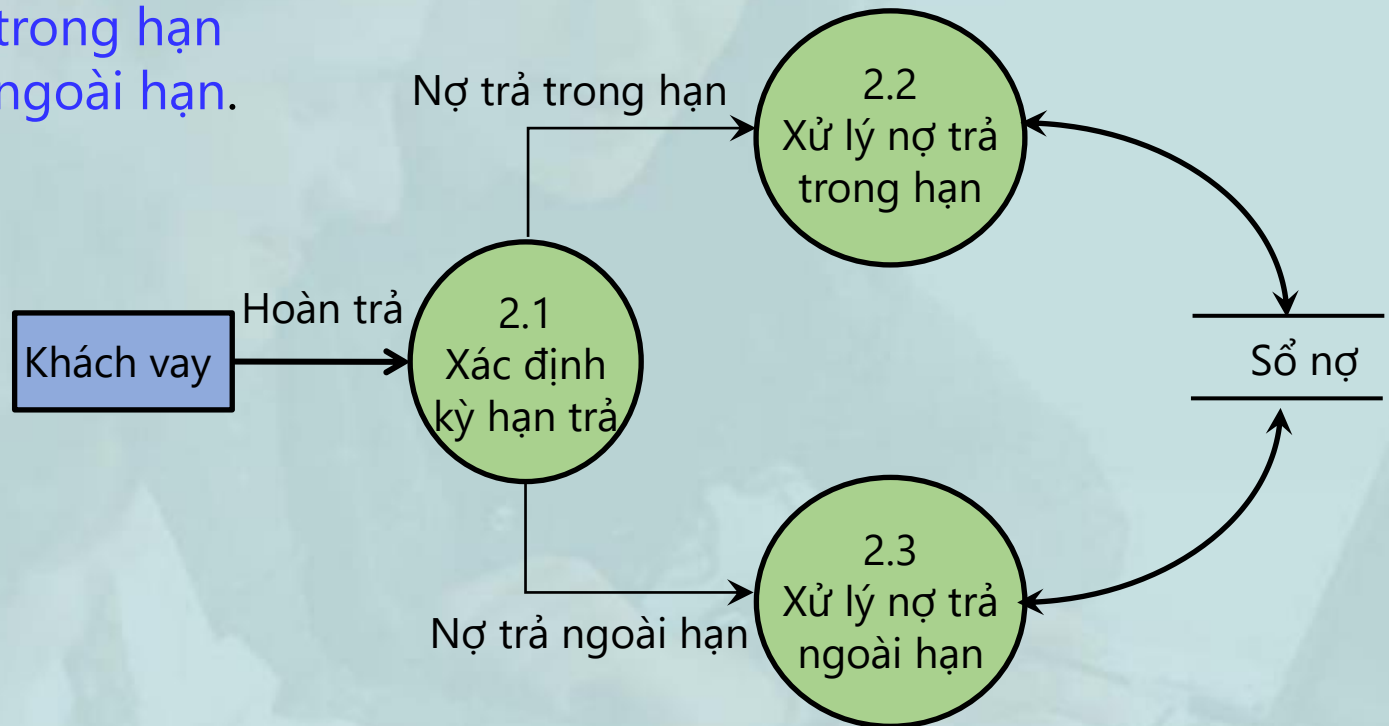 trong hạn
ngoài hạn.
Nợ trả trong hạn
2.2
Xử lý nợ trả
trong hạn
Hoàn trả
Khách vay
2.1
Xác định
kỳ hạn trả
Sổ nợ
Nợ trả ngoài hạn
2.3
Xử lý nợ trả
ngoài hạn